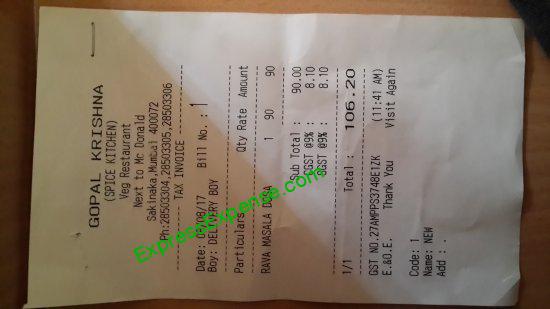 GOPAL KRISHNA
(SPICE KITCHEN)
Veg Restaurant
Next to Mc Donald
Sakinaka,Mumbai 400072
Ph:28503304,28503305,28503306
TAX INVOICE
Date: /08/17 Bill No.: 1
Boy: DELIVERY BOY
Particulars Qty Rate Amount
RAVA MASALA DOSA 1 90 90
Sub Total : 90.00
CGST @9% : 8.10
SGST @9% : 8.10
1/1 Total : 106.20
GST NO.27AMPPS3748E1ZK (11:41 AM)
E.&O.E. Thank You Visit Again
Code: 1
Name: NEW
Add : .
ExpressExpense.com